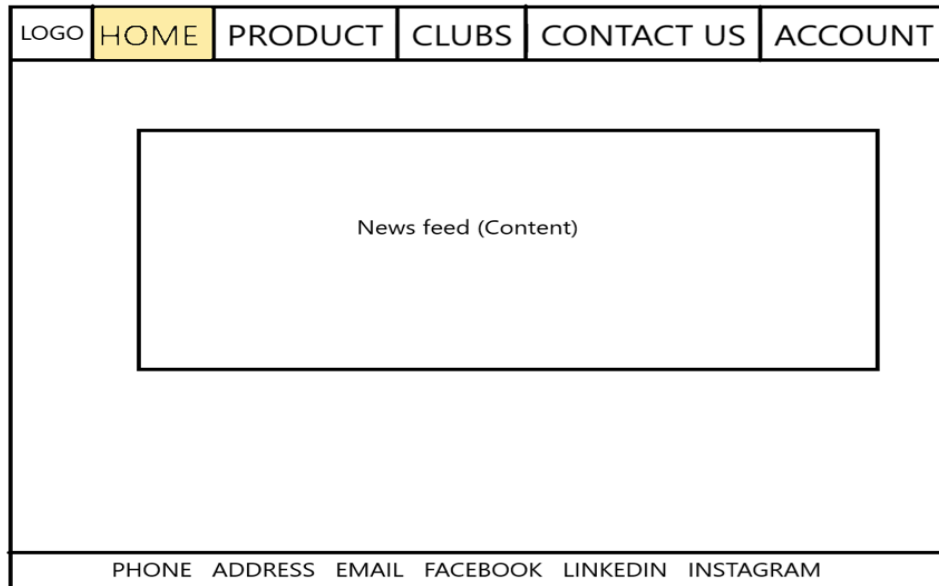 LOGO HOME PRODUCT CLUBS CONTACT US ACCOUNT
News feed (Content)
PHONE ADDRESS EMAIL FACEBOOK LINKEDIN INSTAGRAM